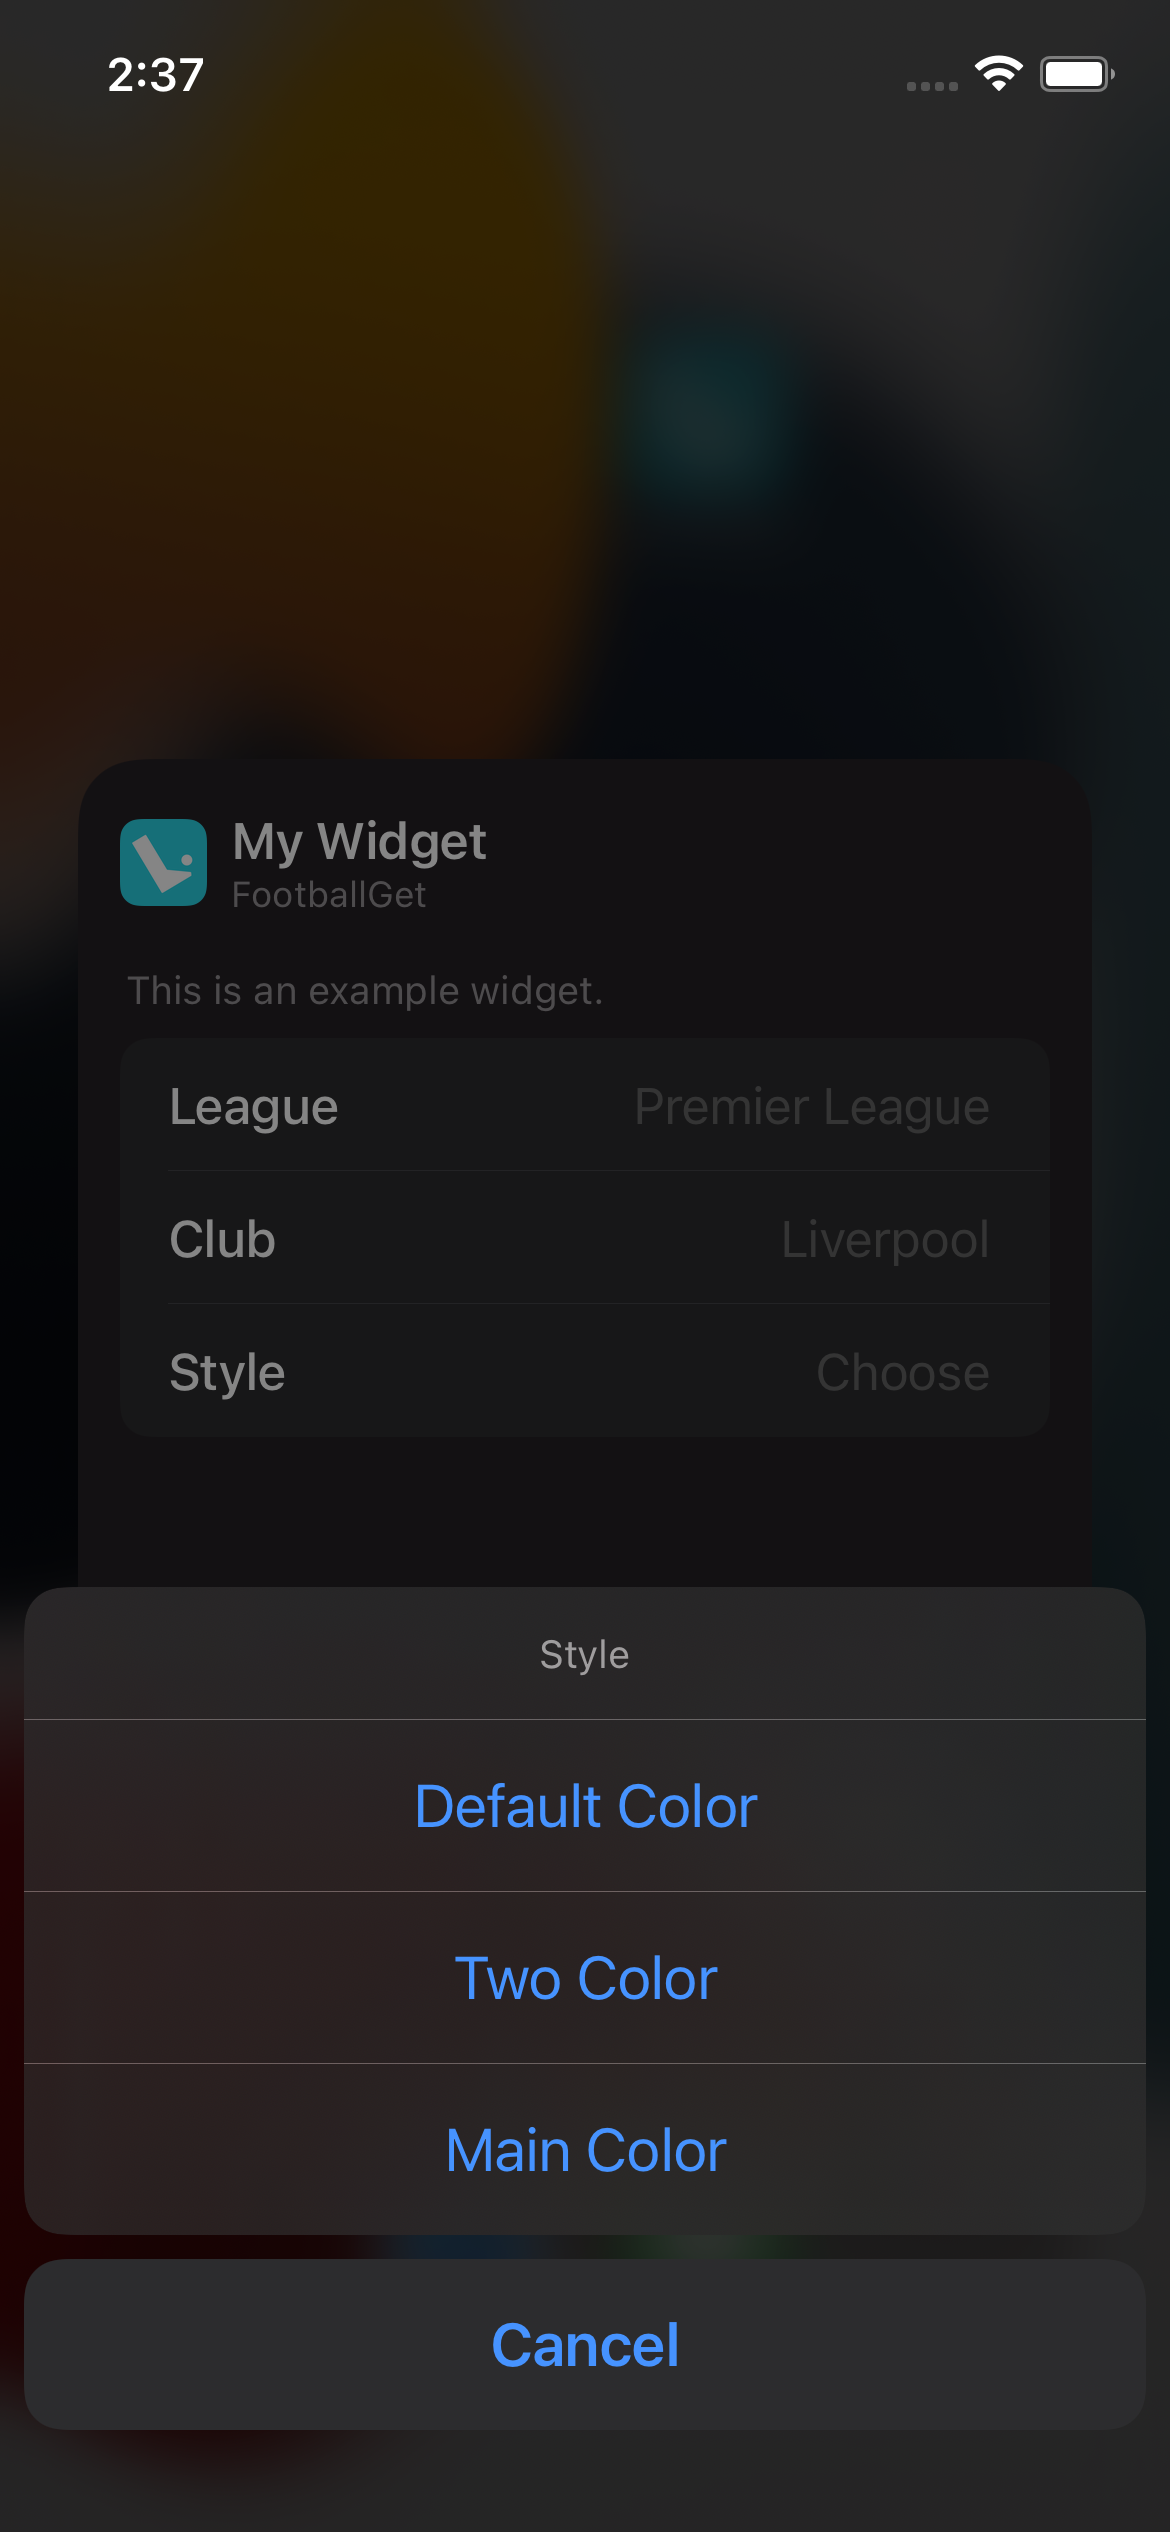 2:37
My Widget
FootballGet
This is an example widget.
League Premier League
Club Liverpool
Style Choose
Style
Default Color
Two Color
Main Color
Cancel